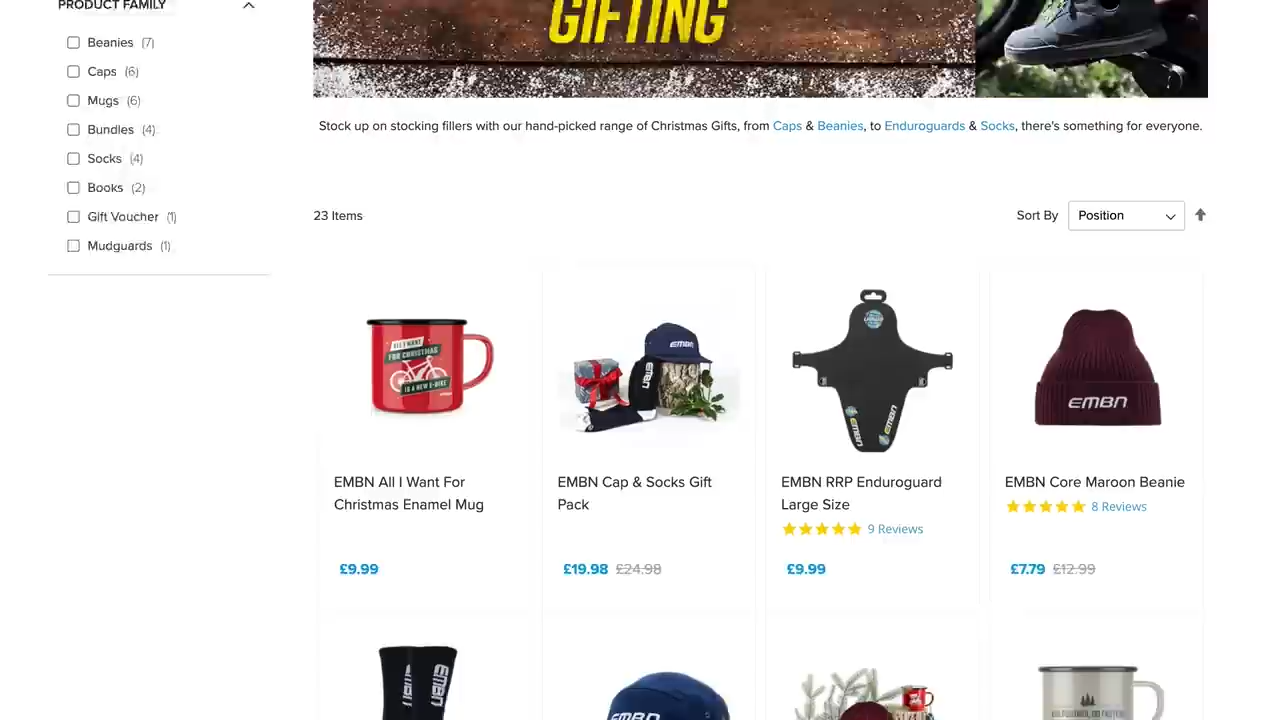 PRODUCT FAMILY
Beanies (7)
Caps (6)
Mugs (6)
Bundles (4)
Socks (4)
Books (2)
Gift Voucher (1)
Mudguards (1)
GIFTING
Stock up on stocking fillers with our hand-picked range of Christmas Gifts, from Caps & Beanies, to Enduroguards & Socks, there's something for everyone.
23 Items
Sort By
Position
ALL I WANT
FOR CHRISTMAS
IS A NEW E-BIKE
EMBN
EMBN
EMBN
EMBN
EMBN
EMBN All I Want For
Christmas Enamel Mug
£9.99
EMBN Cap & Socks Gift
Pack
£19.98 £24.98
EMBN RRP Enduroguard
Large Size
9 Reviews
£9.99
EMBN Core Maroon Beanie
8 Reviews
£7.79 £12.99
EMBN
EMBN
EMBN